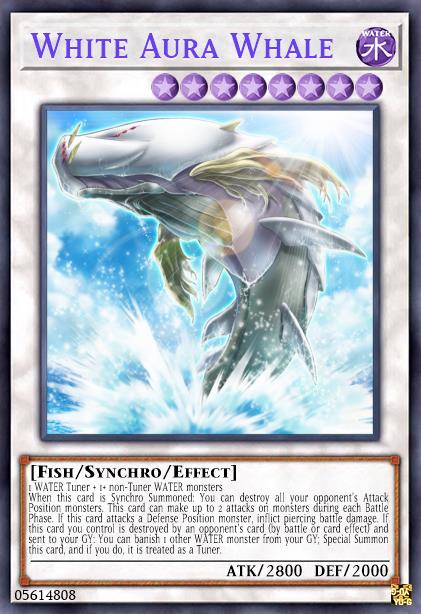 White Aura Whale
WATER
水
[Fish/Synchro/Effect]
1 WATER Tuner + 1+ non-Tuner WATER monsters
When this card is Synchro Summoned: You can destroy all your opponent's Attack
Position monsters. This card can make up to 2 attacks on monsters during each Battle
Phase. If this card attacks a Defense Position monster, inflict piercing battle damage. If
this card you control is destroyed by an opponent's card (by battle or card effect) and
sent to your GY: You can banish 1 other WATER monster from your GY; Special Summon
this card, and if you do, it is treated as a Tuner.
ATK/2800 DEF/2000
05614808